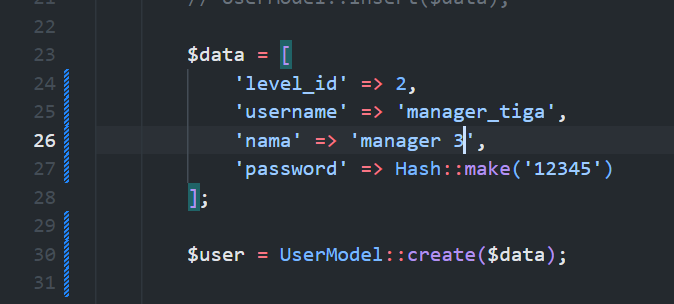 21 // UserModel::insert($data);
22
23 $data = [
24 'level_id' => 2,
25 'username' => 'manager_tiga',
26 'nama' => 'manager 3',
27 'password' => Hash::make('12345')
28 ];
29
30 $user = UserModel::create($data);
31